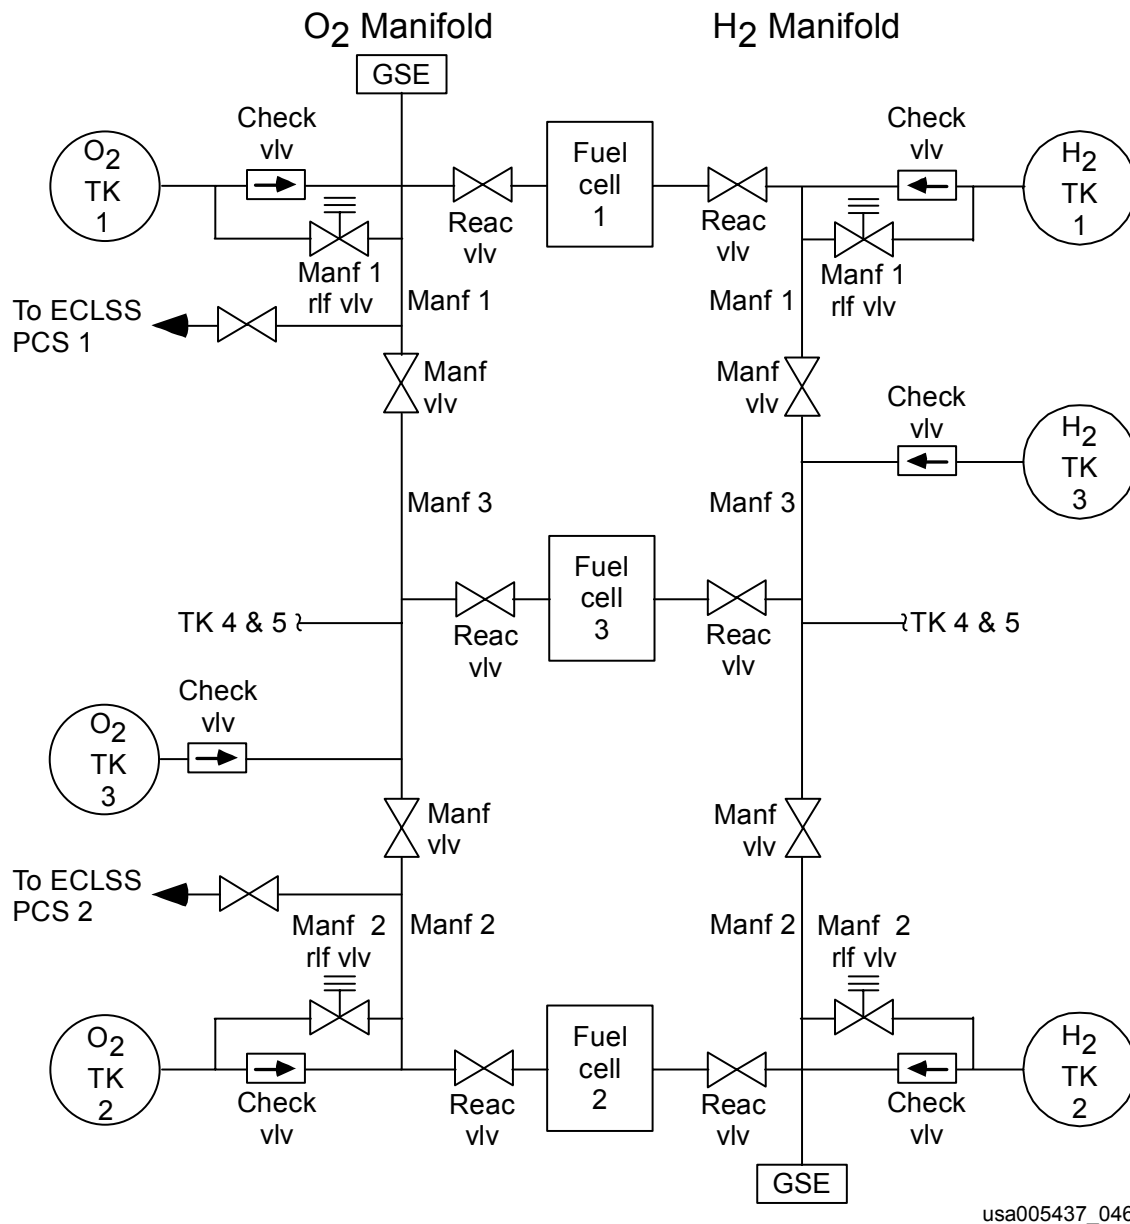 O2 Manifold
H2 Manifold
GSE
O2
TK
1
Check
vlv
Reac
vlv
Fuel
cell
1
Reac
vlv
Check
vlv
H2
TK
1
Manf 1
rlf vlv
Manf 1
Manf 1
Manf 1
rlf vlv
To ECLSS
PCS 1
Manf
vlv
Manf
vlv
Check
vlv
H2
TK
3
Manf 3
Manf 3
Fuel
cell
3
TK 4 & 5
Reac
vlv
Reac
vlv
TK 4 & 5
Check
vlv
O2
TK
3
Manf
vlv
Manf
vlv
To ECLSS
PCS 2
Manf 2
rlf vlv
Manf 2
Manf 2
Manf 2
rlf vlv
O2
TK
2
Check
vlv
Reac
vlv
Fuel
cell
2
Reac
vlv
Check
vlv
H2
TK
2
GSE
usa005437_046